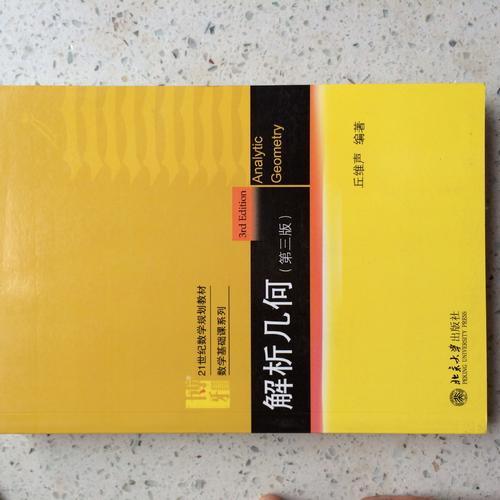 21世纪数学规划教材
数学基础课系列
3rd Edition
Analytic
Geometry
解析几何
(第三版)
丘维声 编著
北京大学出版社
PEKING UNIVERSITY PRESS
博雅